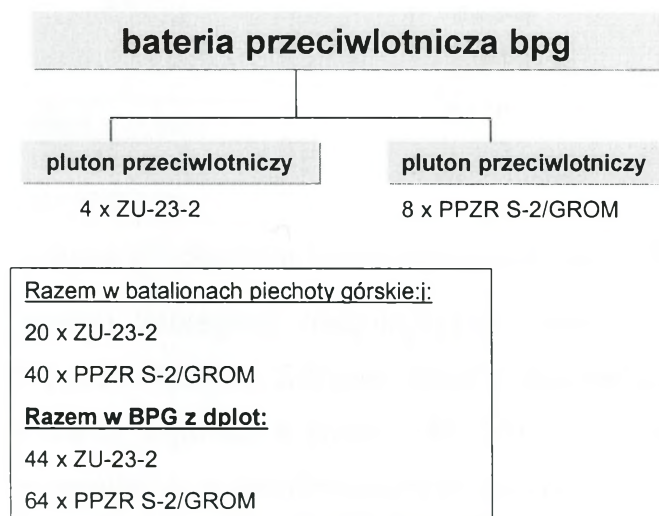 bateria przeciwlotnicza bpg
pluton przeciwlotniczy
pluton przeciwlotniczy
4 x ZU-23-2
8 x PPZR S-2/GROM
Razem w batalionach piechoty górskie:j:
20 x ZU-23-2
40 x PPZR S-2/GROM
Razem w BPG z dplot:
44 x ZU-23-2
64 x PPZR S-2/GROM